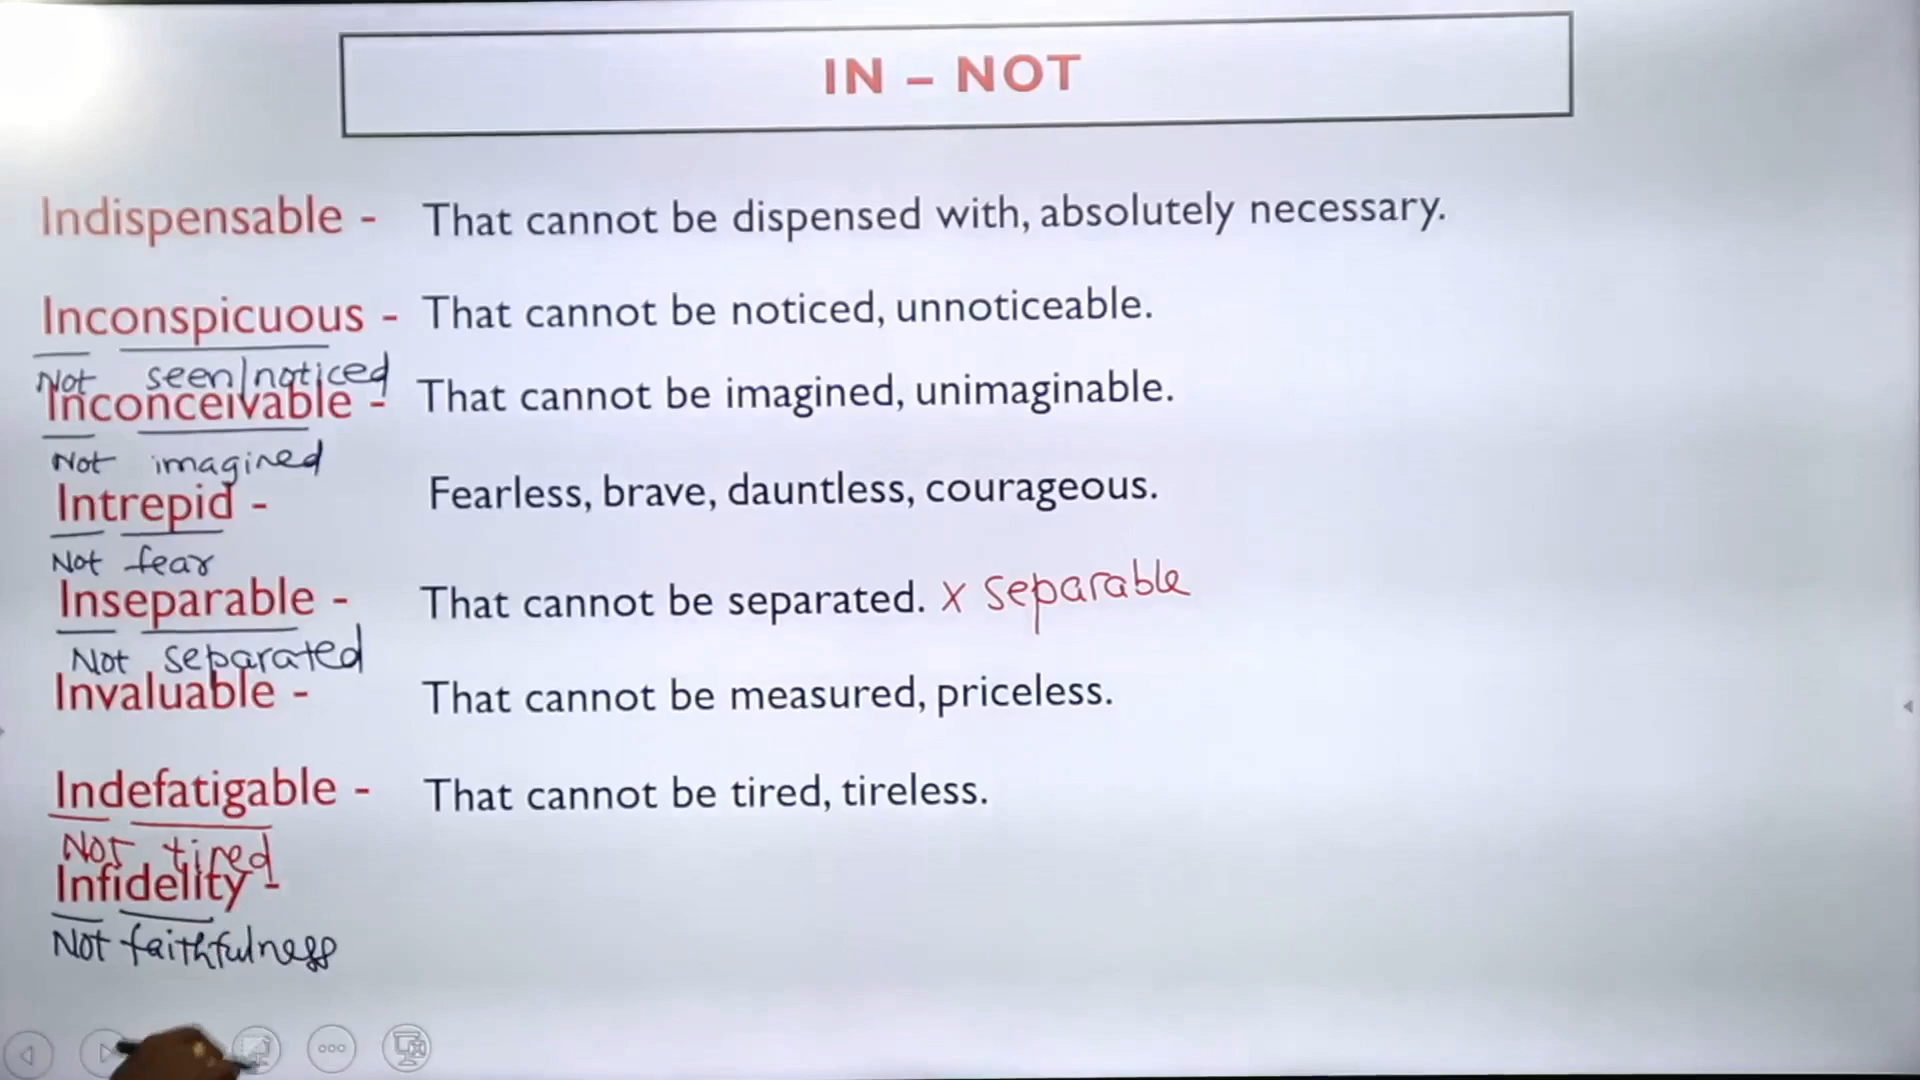 IN – NOT
Indispensable - That cannot be dispensed with, absolutely necessary.
Inconspicuous - That cannot be noticed, unnoticeable.
Not seen/noticed
Inconceivable - That cannot be imagined, unimaginable.
Not imagined
Intrepid - Fearless, brave, dauntless, courageous.
Not fear
Inseparable - That cannot be separated. x separable
Not separated
Invaluable - That cannot be measured, priceless.
Indefatigable - That cannot be tired, tireless.
Not tired
Infidelity -
Not faithfulness